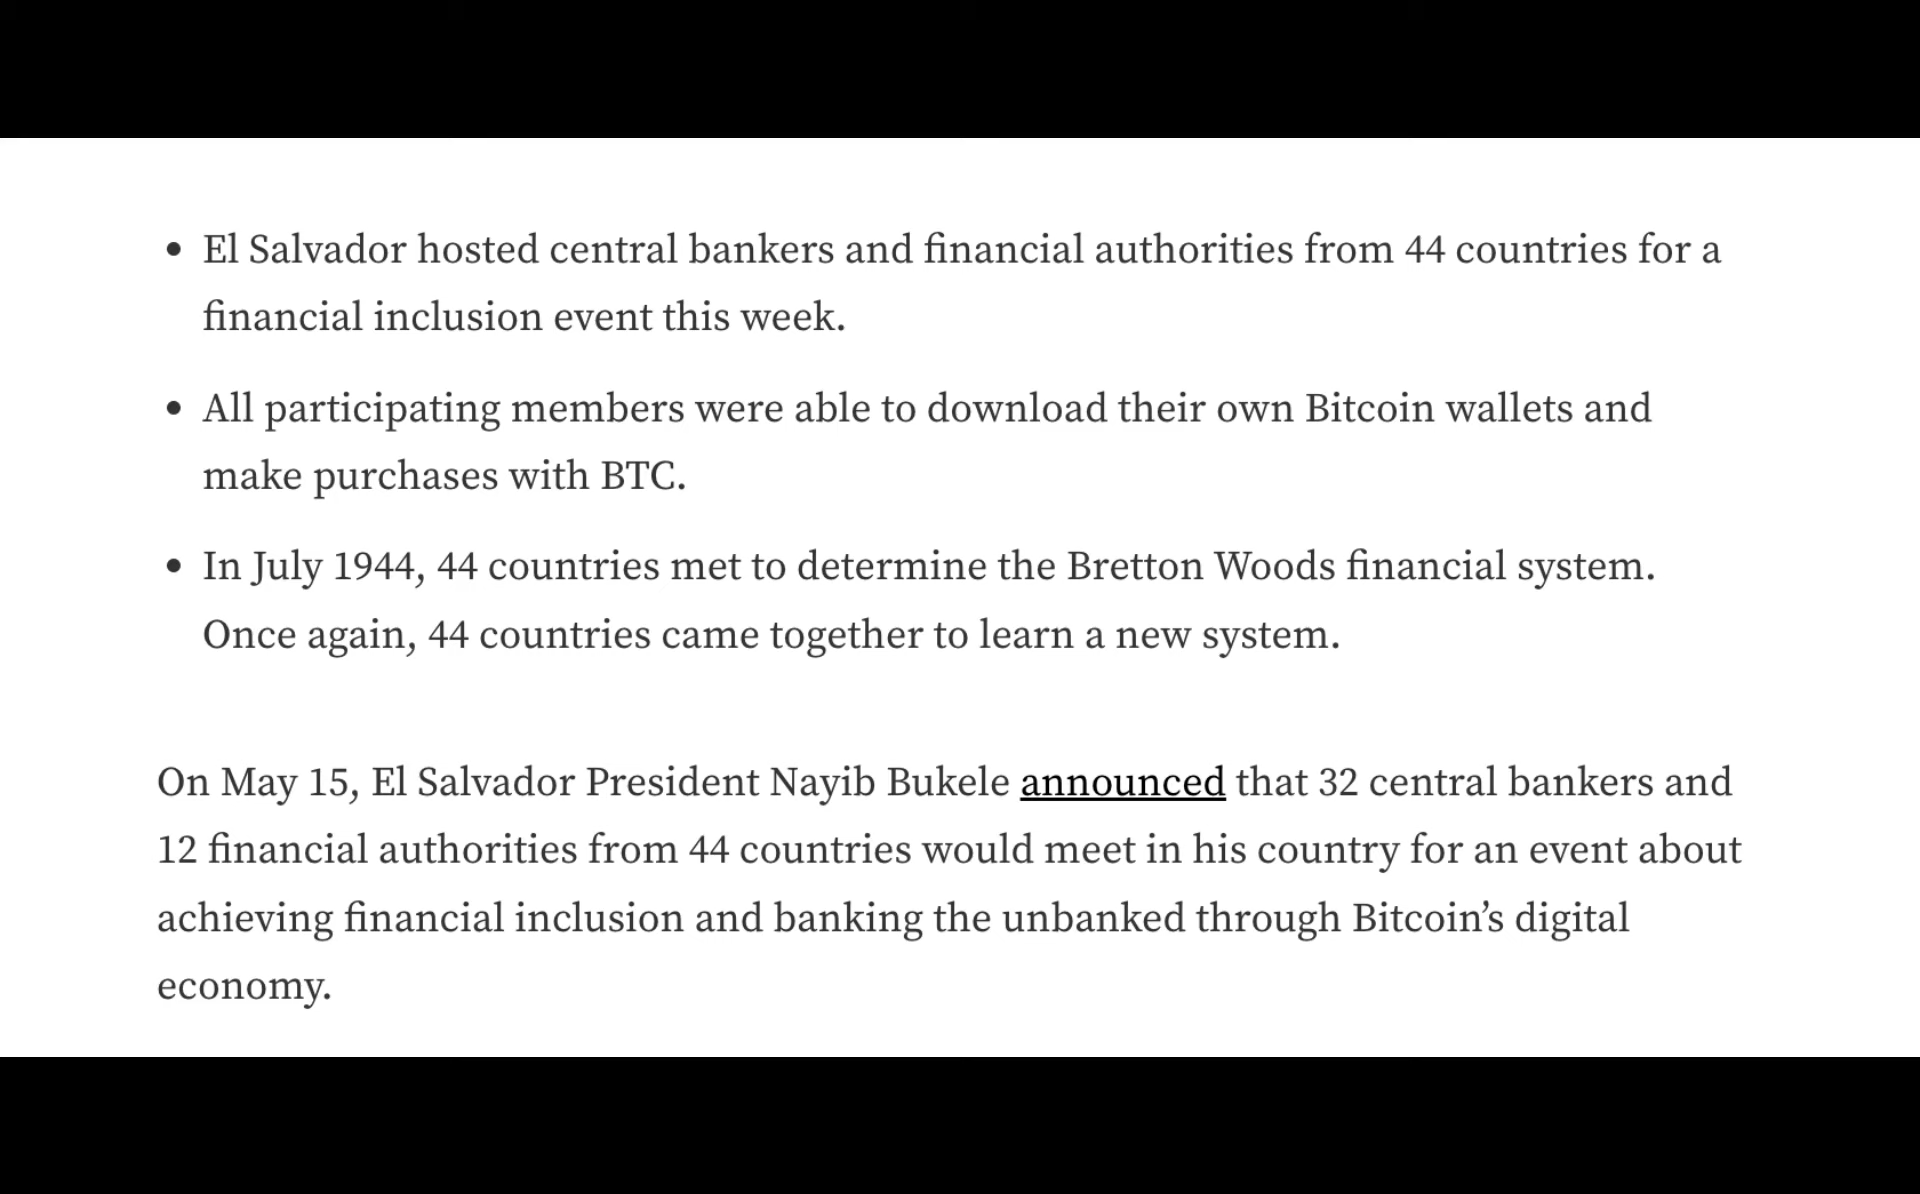 • El Salvador hosted central bankers and financial authorities from 44 countries for a
financial inclusion event this week.
• All participating members were able to download their own Bitcoin wallets and
make purchases with BTC.
• In July 1944, 44 countries met to determine the Bretton Woods financial system.
Once again, 44 countries came together to learn a new system.
On May 15, El Salvador President Nayib Bukele announced that 32 central bankers and
12 financial authorities from 44 countries would meet in his country for an event about
achieving financial inclusion and banking the unbanked through Bitcoin’s digital
economy.